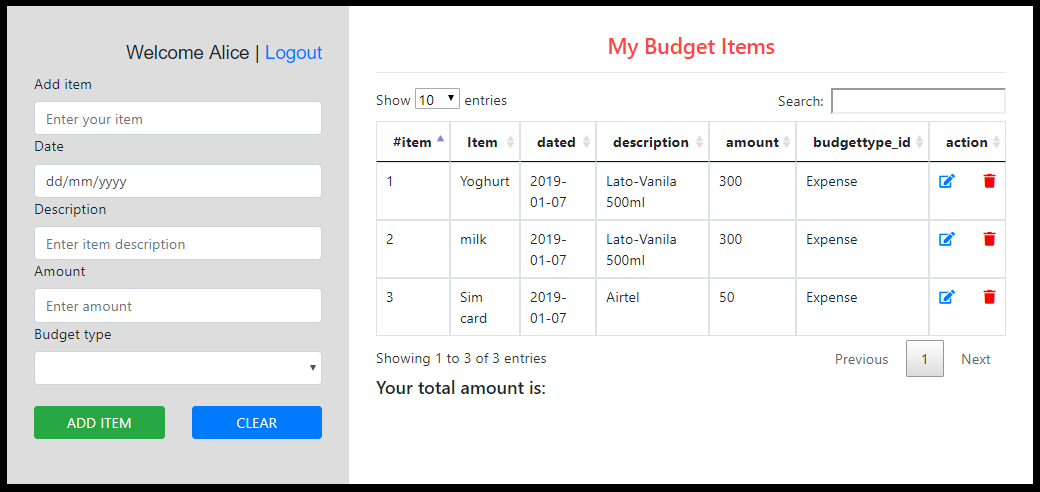 Welcome Alice | Logout
Add item
Enter your item
Date
dd/mm/yyyy
Description
Enter item description
Amount
Enter amount
Budget type
ADD ITEM CLEAR
My Budget Items
Show 10 entries Search:
#item Item dated description amount budgettype_id action
1 Yoghurt 2019- Lato-Vanila 300 Expense
01-07 500ml
2 milk 2019- Lato-Vanila 300 Expense
01-07 500ml
3 Sim 2019- Airtel 50 Expense
card 01-07
Showing 1 to 3 of 3 entries Previous 1 Next
Your total amount is: